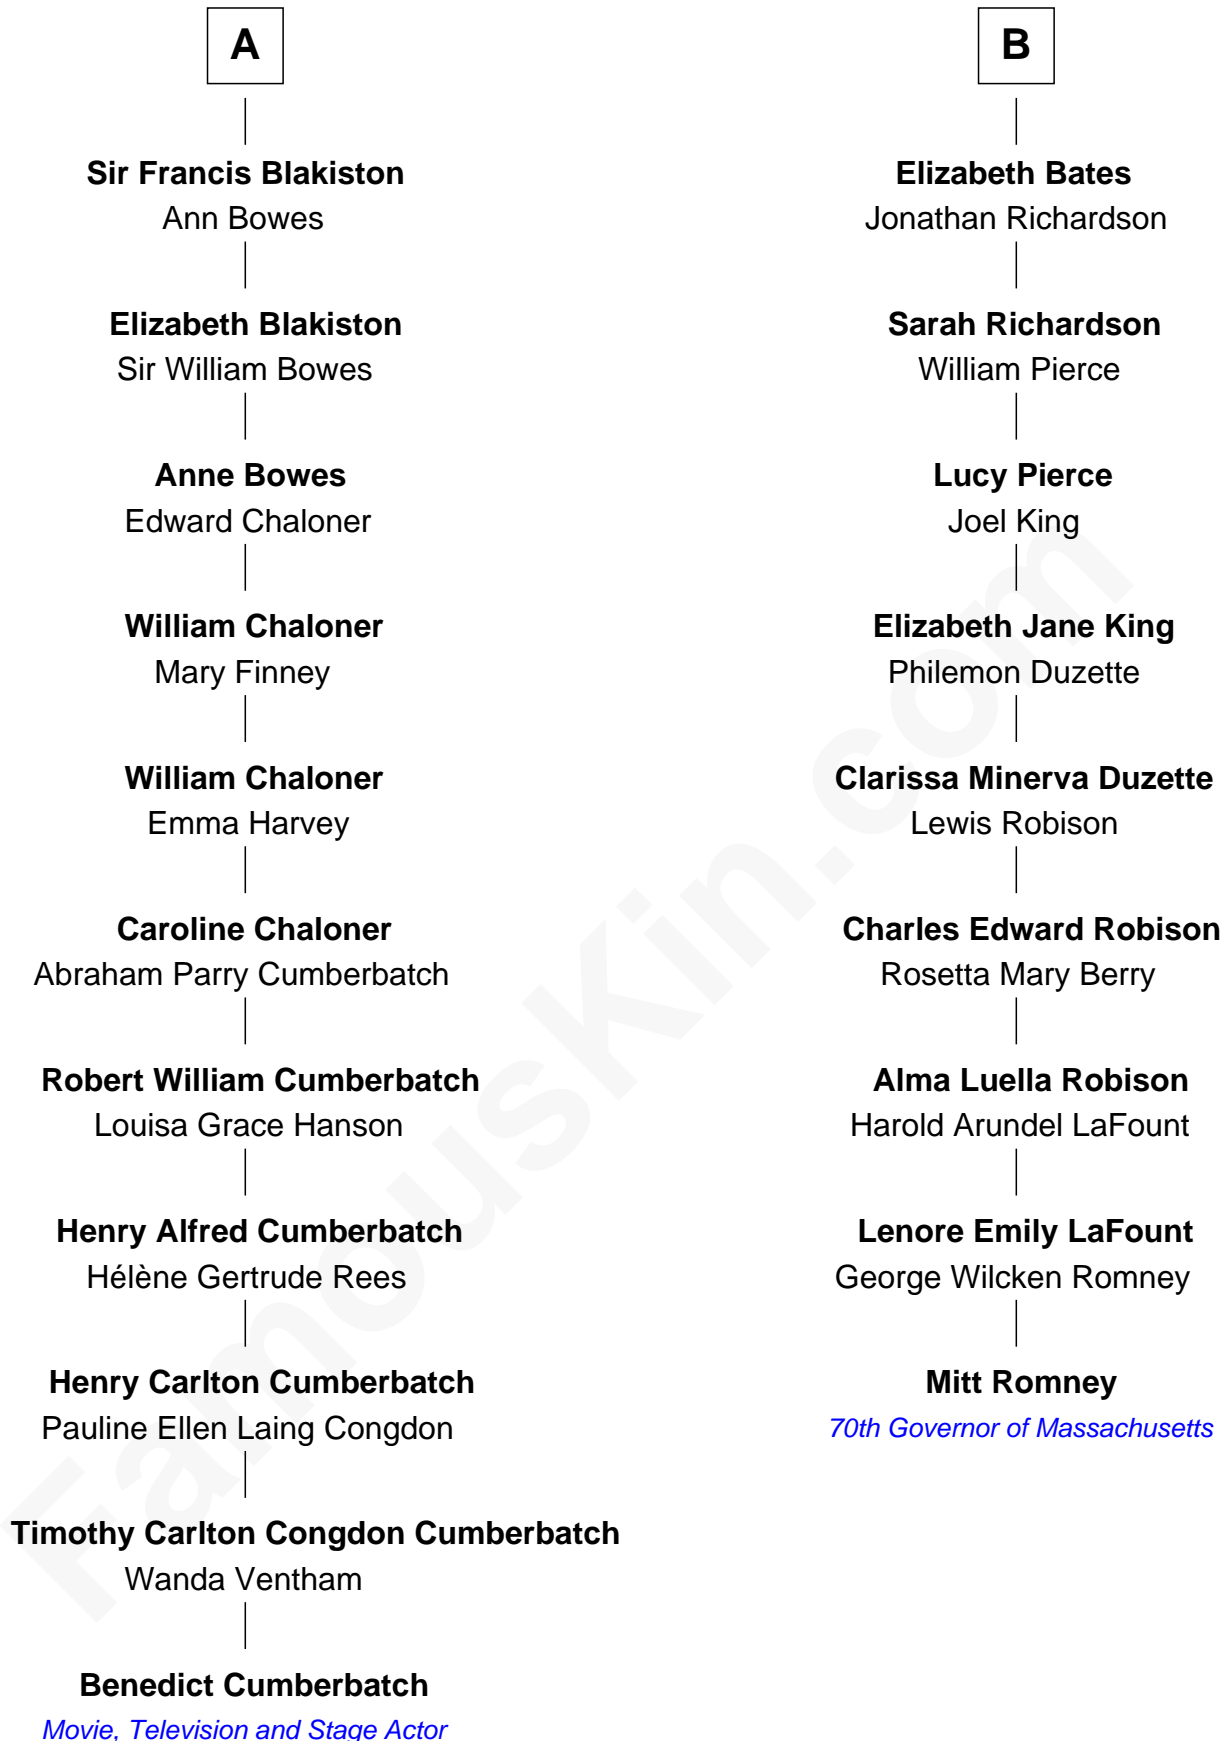 A
Sir Francis Blakiston
Ann Bowes
Elizabeth Blakiston
Sir William Bowes
Anne Bowes
Edward Chaloner
William Chaloner
Mary Finney
William Chaloner
Emma Harvey
Caroline Chaloner
Abraham Parry Cumberbatch
Robert William Cumberbatch
Louisa Grace Hanson
Henry Alfred Cumberbatch
Hélène Gertrude Rees
Henry Carlton Cumberbatch
Pauline Ellen Laing Congdon
Timothy Carlton Congdon Cumberbatch
Wanda Ventham
Benedict Cumberbatch
Movie, Television and Stage Actor
B
Elizabeth Bates
Jonathan Richardson
Sarah Richardson
William Pierce
Lucy Pierce
Joel King
Elizabeth Jane King
Philemon Duzette
Clarissa Minerva Duzette
Lewis Robison
Charles Edward Robison
Rosetta Mary Berry
Alma Luella Robison
Harold Arundel LaFount
Lenore Emily LaFount
George Wilcken Romney
Mitt Romney
70th Governor of Massachusetts
FamousKin.com